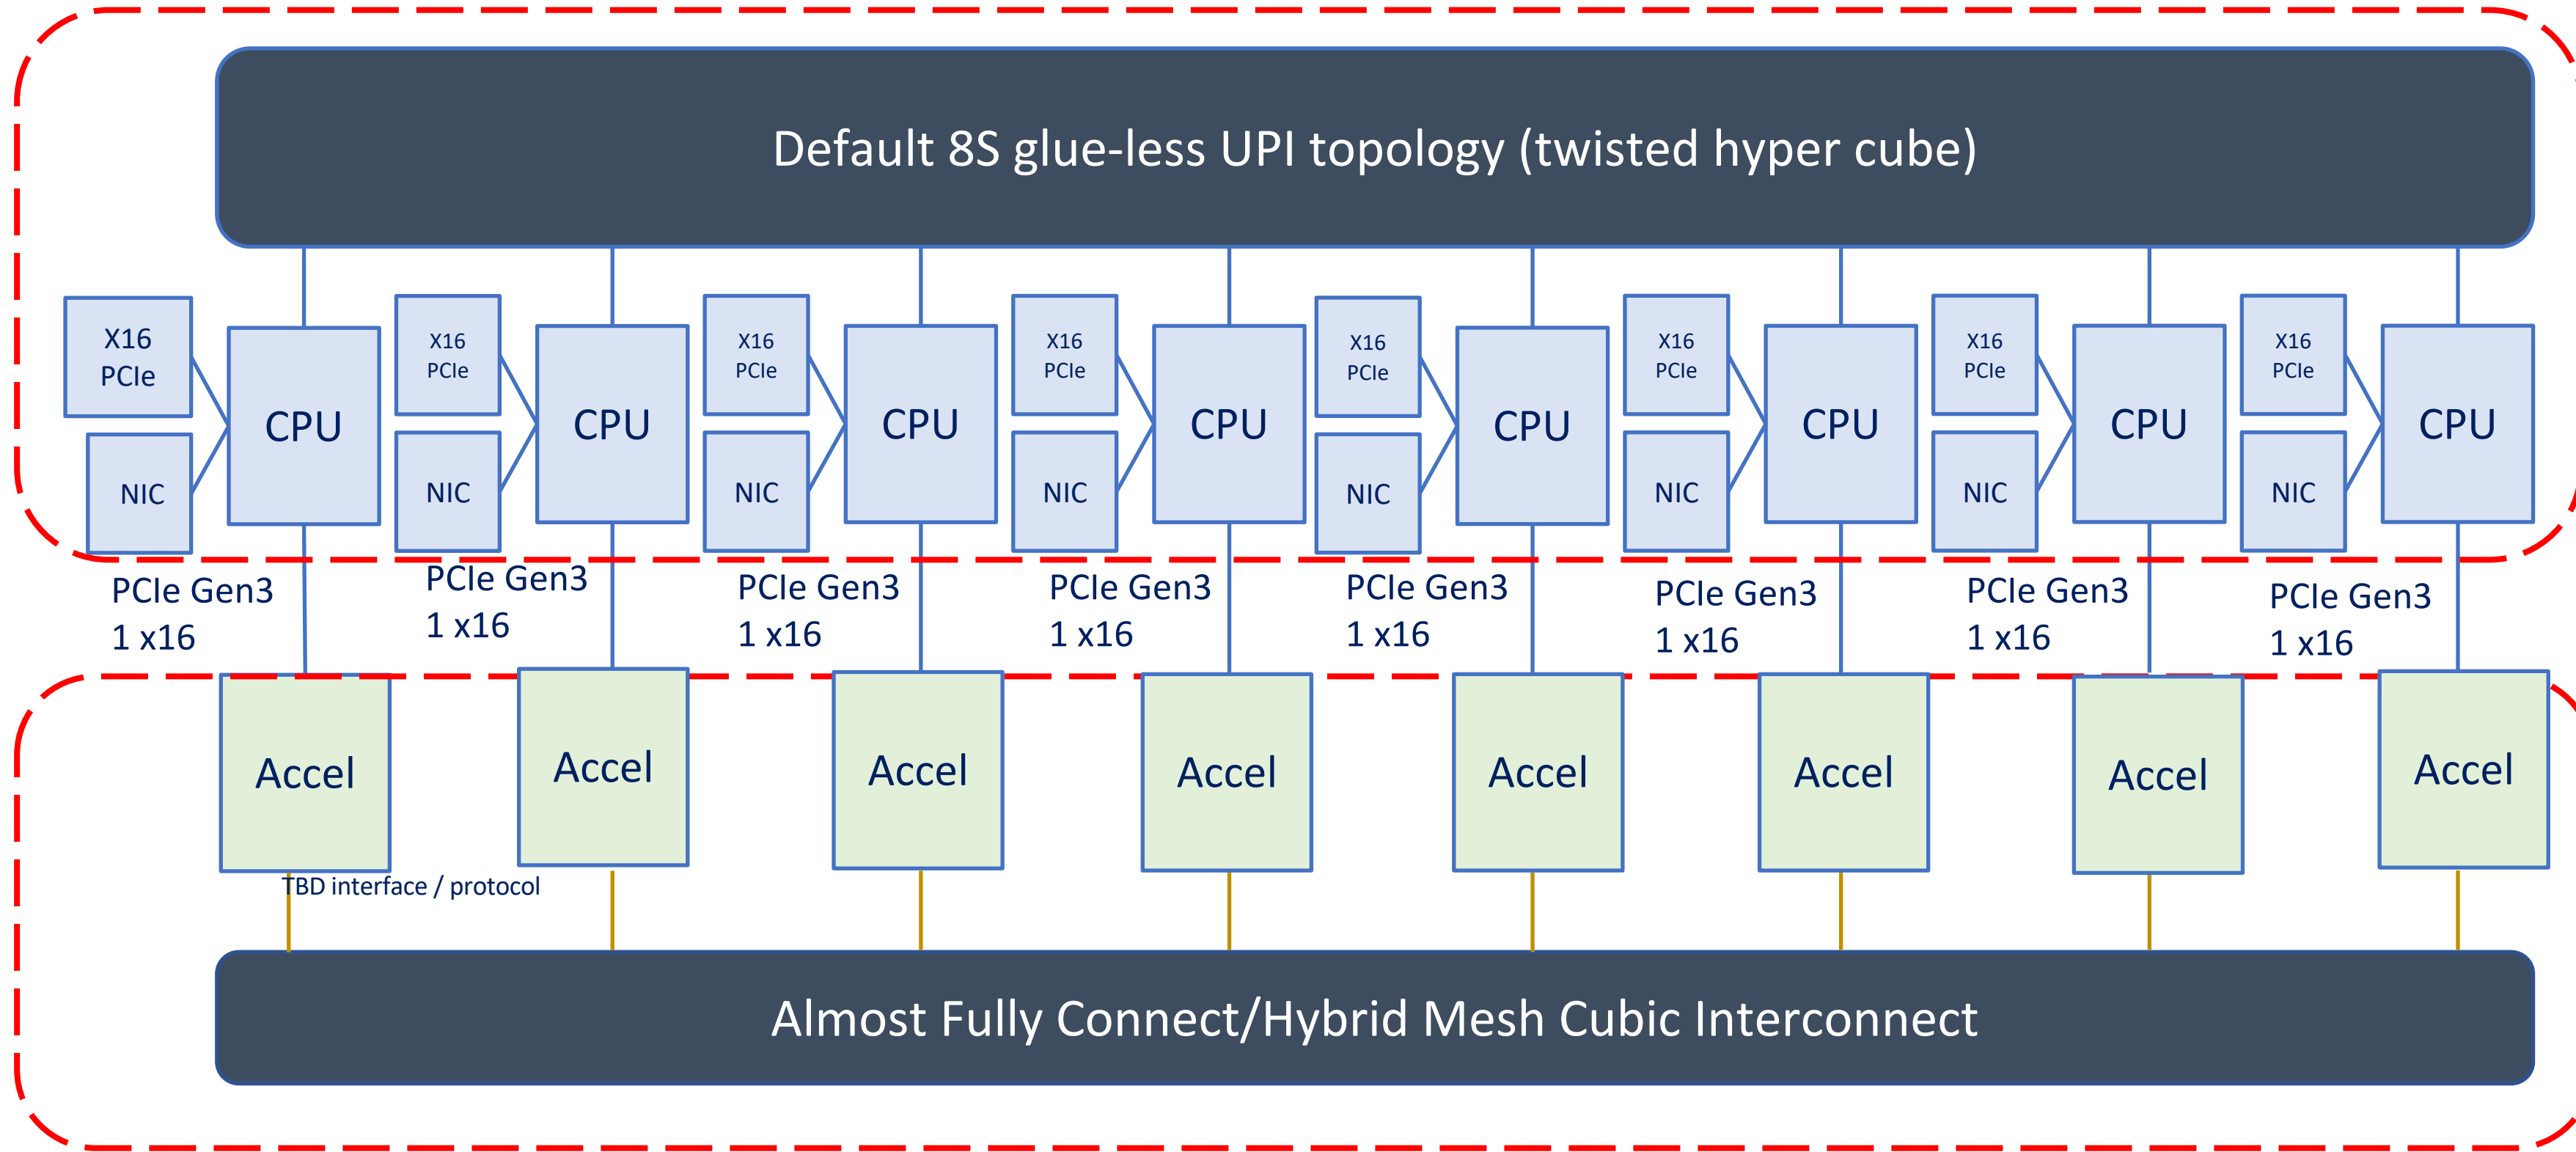 Default 8S glue-less UPI topology (twisted hyper cube)
X16
PCIe
NIC
CPU
X16
PCIe
NIC
CPU
X16
PCIe
NIC
CPU
X16
PCIe
NIC
CPU
X16
PCIe
NIC
CPU
X16
PCIe
NIC
CPU
X16
PCIe
NIC
CPU
X16
PCIe
NIC
CPU
PCIe Gen3
1 x16
PCIe Gen3
1 x16
PCIe Gen3
1 x16
PCIe Gen3
1 x16
PCIe Gen3
1 x16
PCIe Gen3
1 x16
PCIe Gen3
1 x16
PCIe Gen3
1 x16
Accel
Accel
Accel
Accel
Accel
Accel
Accel
Accel
TBD interface / protocol
Almost Fully Connect/Hybrid Mesh Cubic Interconnect